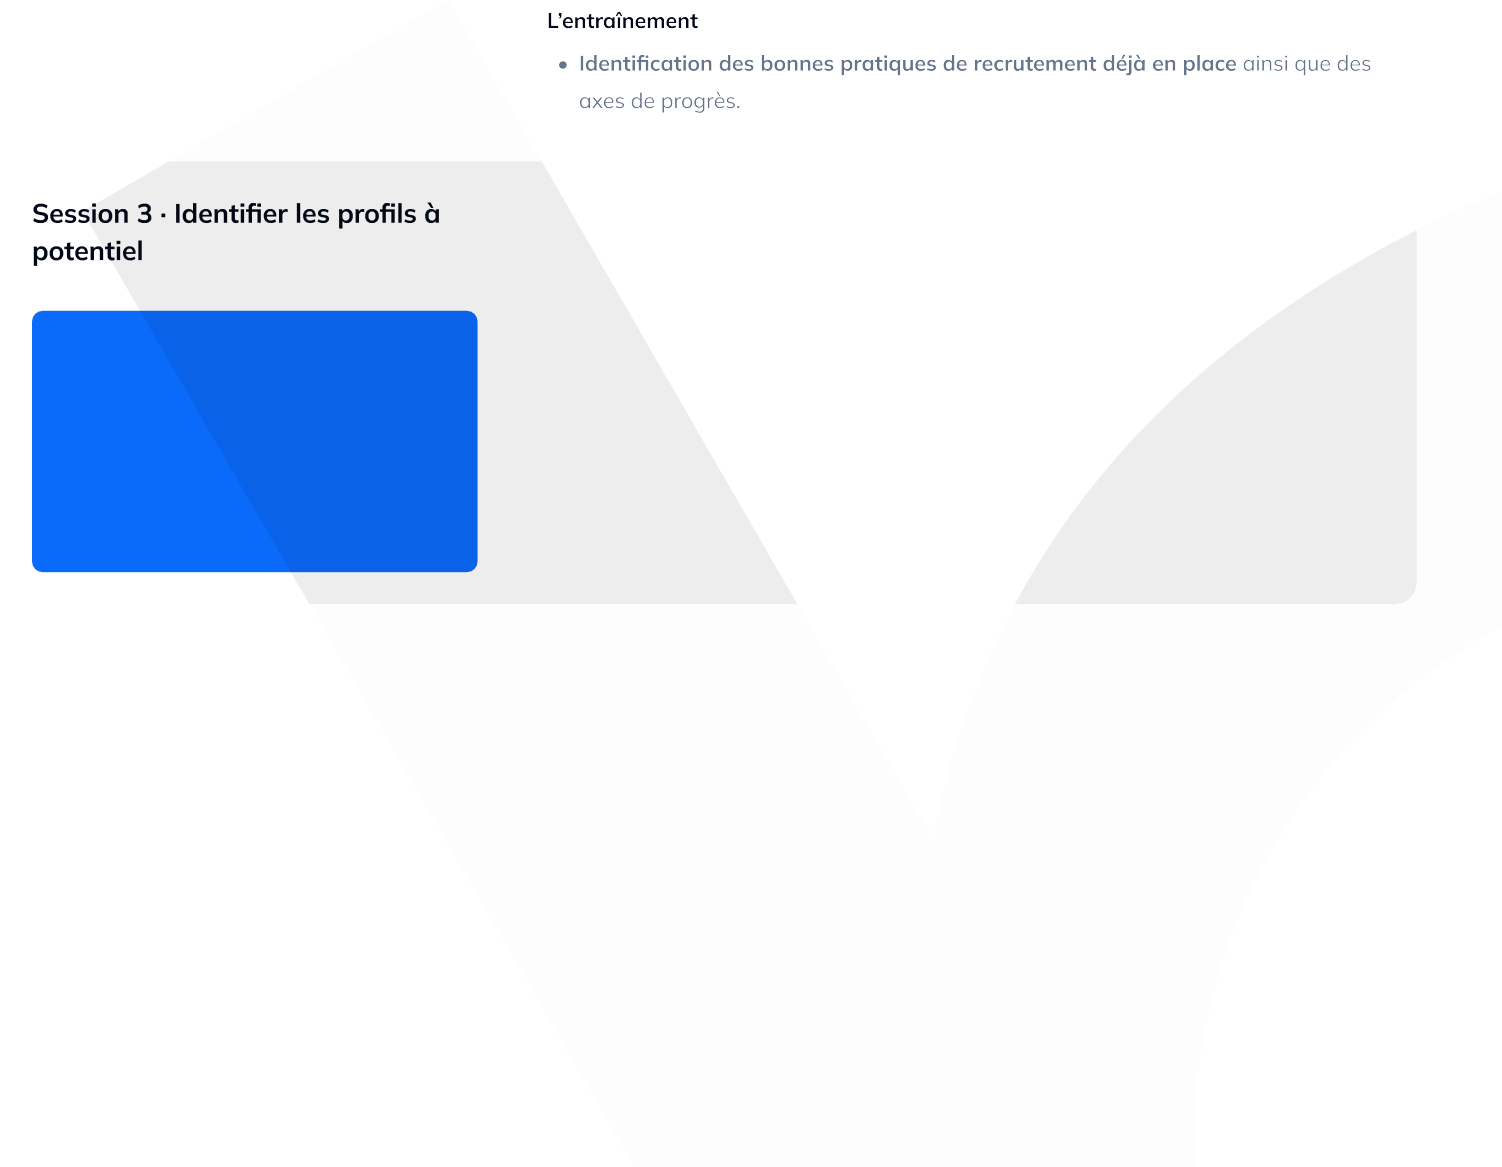 L’entraînement
• Identification des bonnes pratiques de recrutement déjà en place ainsi que des
axes de progrès.
Session 3 · Identifier les profils à
potentiel